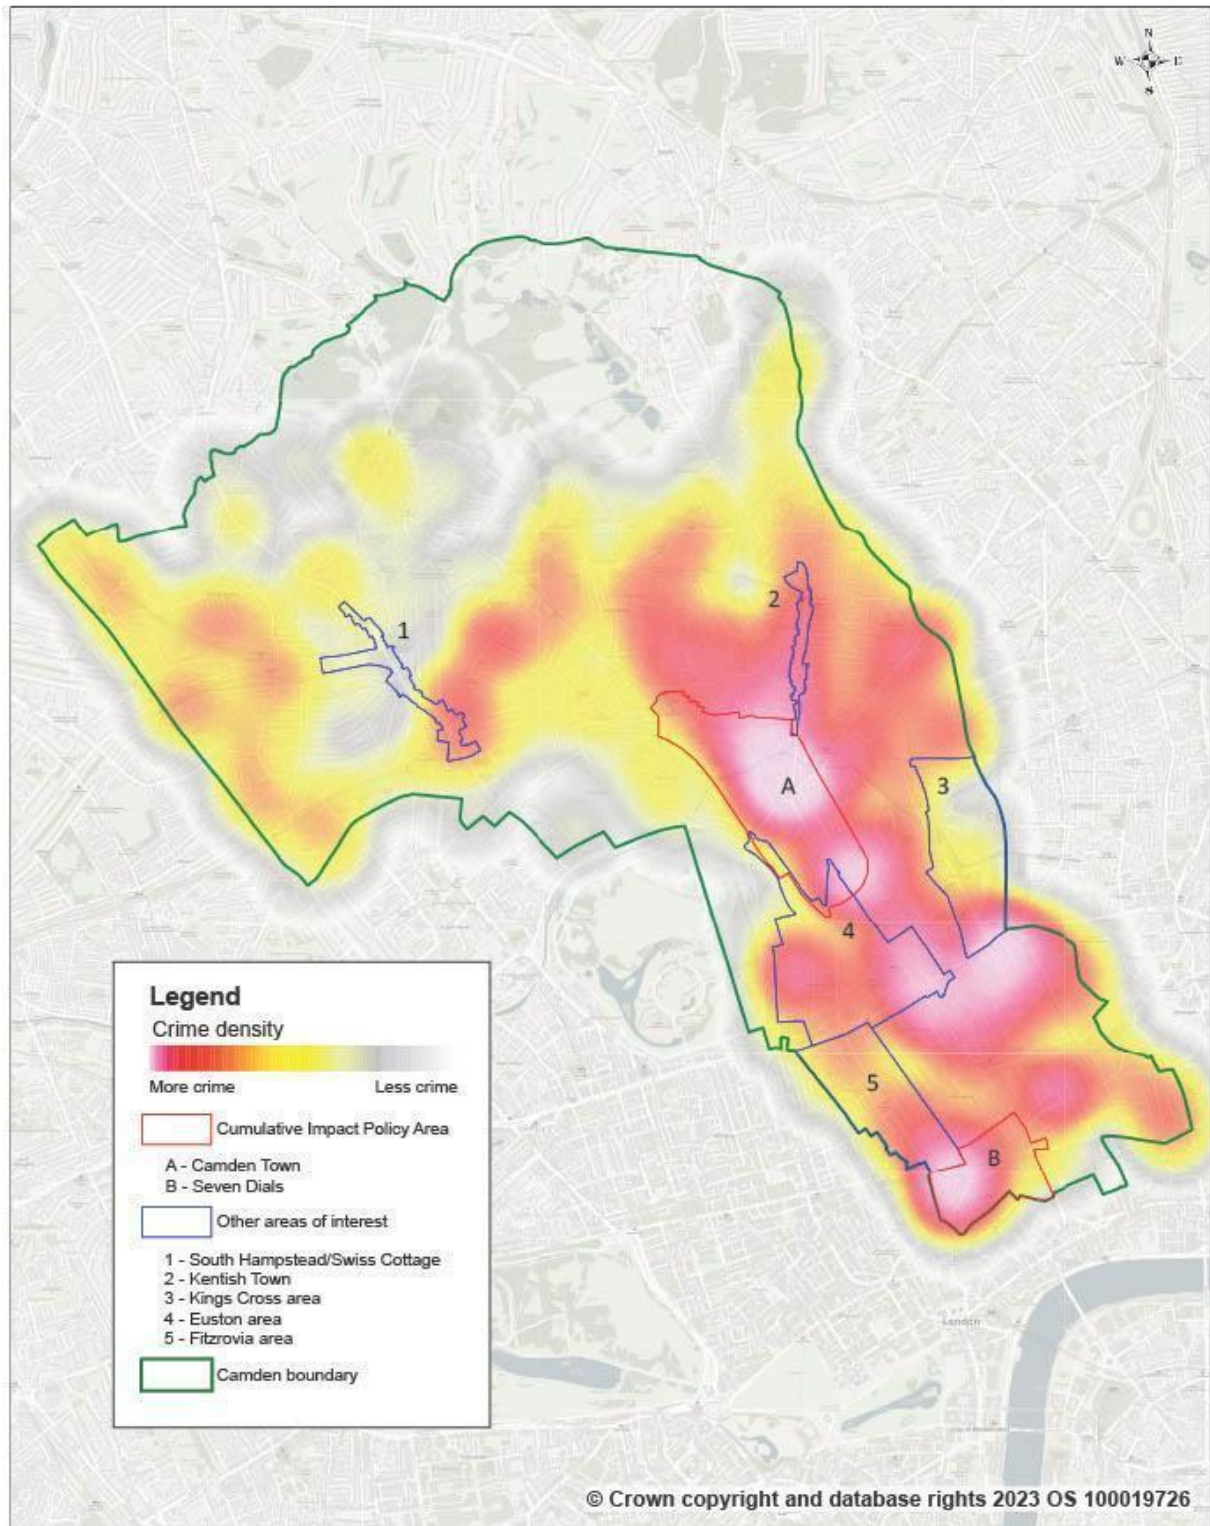 N
W
S
1
2
A
3
4
5
B
Legend
Crime density
More crime Less crime
Cumulative Impact Policy Area
A - Camden Town
B - Seven Dials
Other areas of interest
1 - South Hampstead/Swiss Cottage
2 - Kentish Town
3 - Kings Cross area
4 - Euston area
5 - Fitzrovia area
Camden boundary
London
© Crown copyright and database rights 2023 OS 100019726